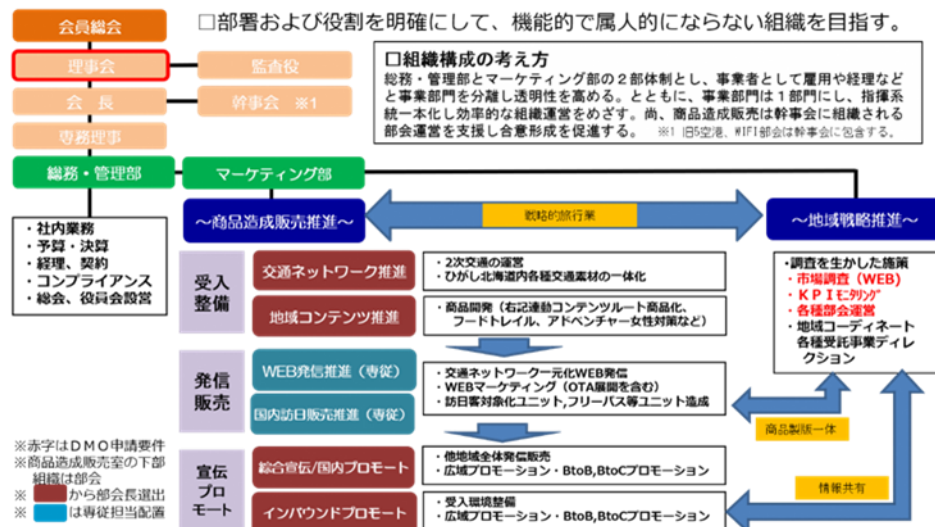 会員総会
□部署および役割を明確にして、機能的で属人的にならない組織を目指す。
理事会
監査役
会　長
幹事会　※1
専務理事
□組織構成の考え方
総務・管理部とマーケティング部の２部体制とし、事業者として雇用や経理など
と事業部門を分離し透明性を高める。とともに、事業部門は１部門にし、指揮系
統一本化し効率的な組織運営をめざす。尚、商品造成販売は幹事会に組織される
部会運営を支援し合意形成を促進する。　※1 旧5空港、WIFI部会は幹事会に包含する。
総務・管理部
マーケティング部
・社内業務
・予算・決算
・経理、契約
・コンプライアンス
・総会、役員会設営
～商品造成販売推進～
戦略的旅行業
～地域戦略推進～
受入
整備
交通ネットワーク推進
・2次交通の運営
・ひがし北海道内各種交通素材の一体化
地域コンテンツ推進
・商品開発（右記連動コンテンツルート商品化、
フードトレイル、アドベンチャー女性対策など）
・調査を生かした施策
・市場調査（WEB）
・ＫＰＩモニタリング
・各種部会運営
・地域コーディネート
各種受託事業ディレ
クション
発信
販売
WEB発信推進（専従）
国内訪日販売推進（専従）
・交通ネットワーク一元化WEB発信
・WEBマーケティング（OTA展開を含む）
・訪日客対象化ユニット,フリーパス等ユニット造成
商品製販一体
宣伝
プロ
モート
総合宣伝/国内プロモート
・他地域全体発信販売
・広域プロモーション・BtoB,BtoCプロモーション
インバウンドプロモート
・受入環境整備
・広域プロモーション・BtoB,BtoCプロモーション
情報共有
※赤字はＤＭＯ申請要件
※商品造成販売室の下部
組織は部会
※　　から部会長選出
※　　は専従担当配置